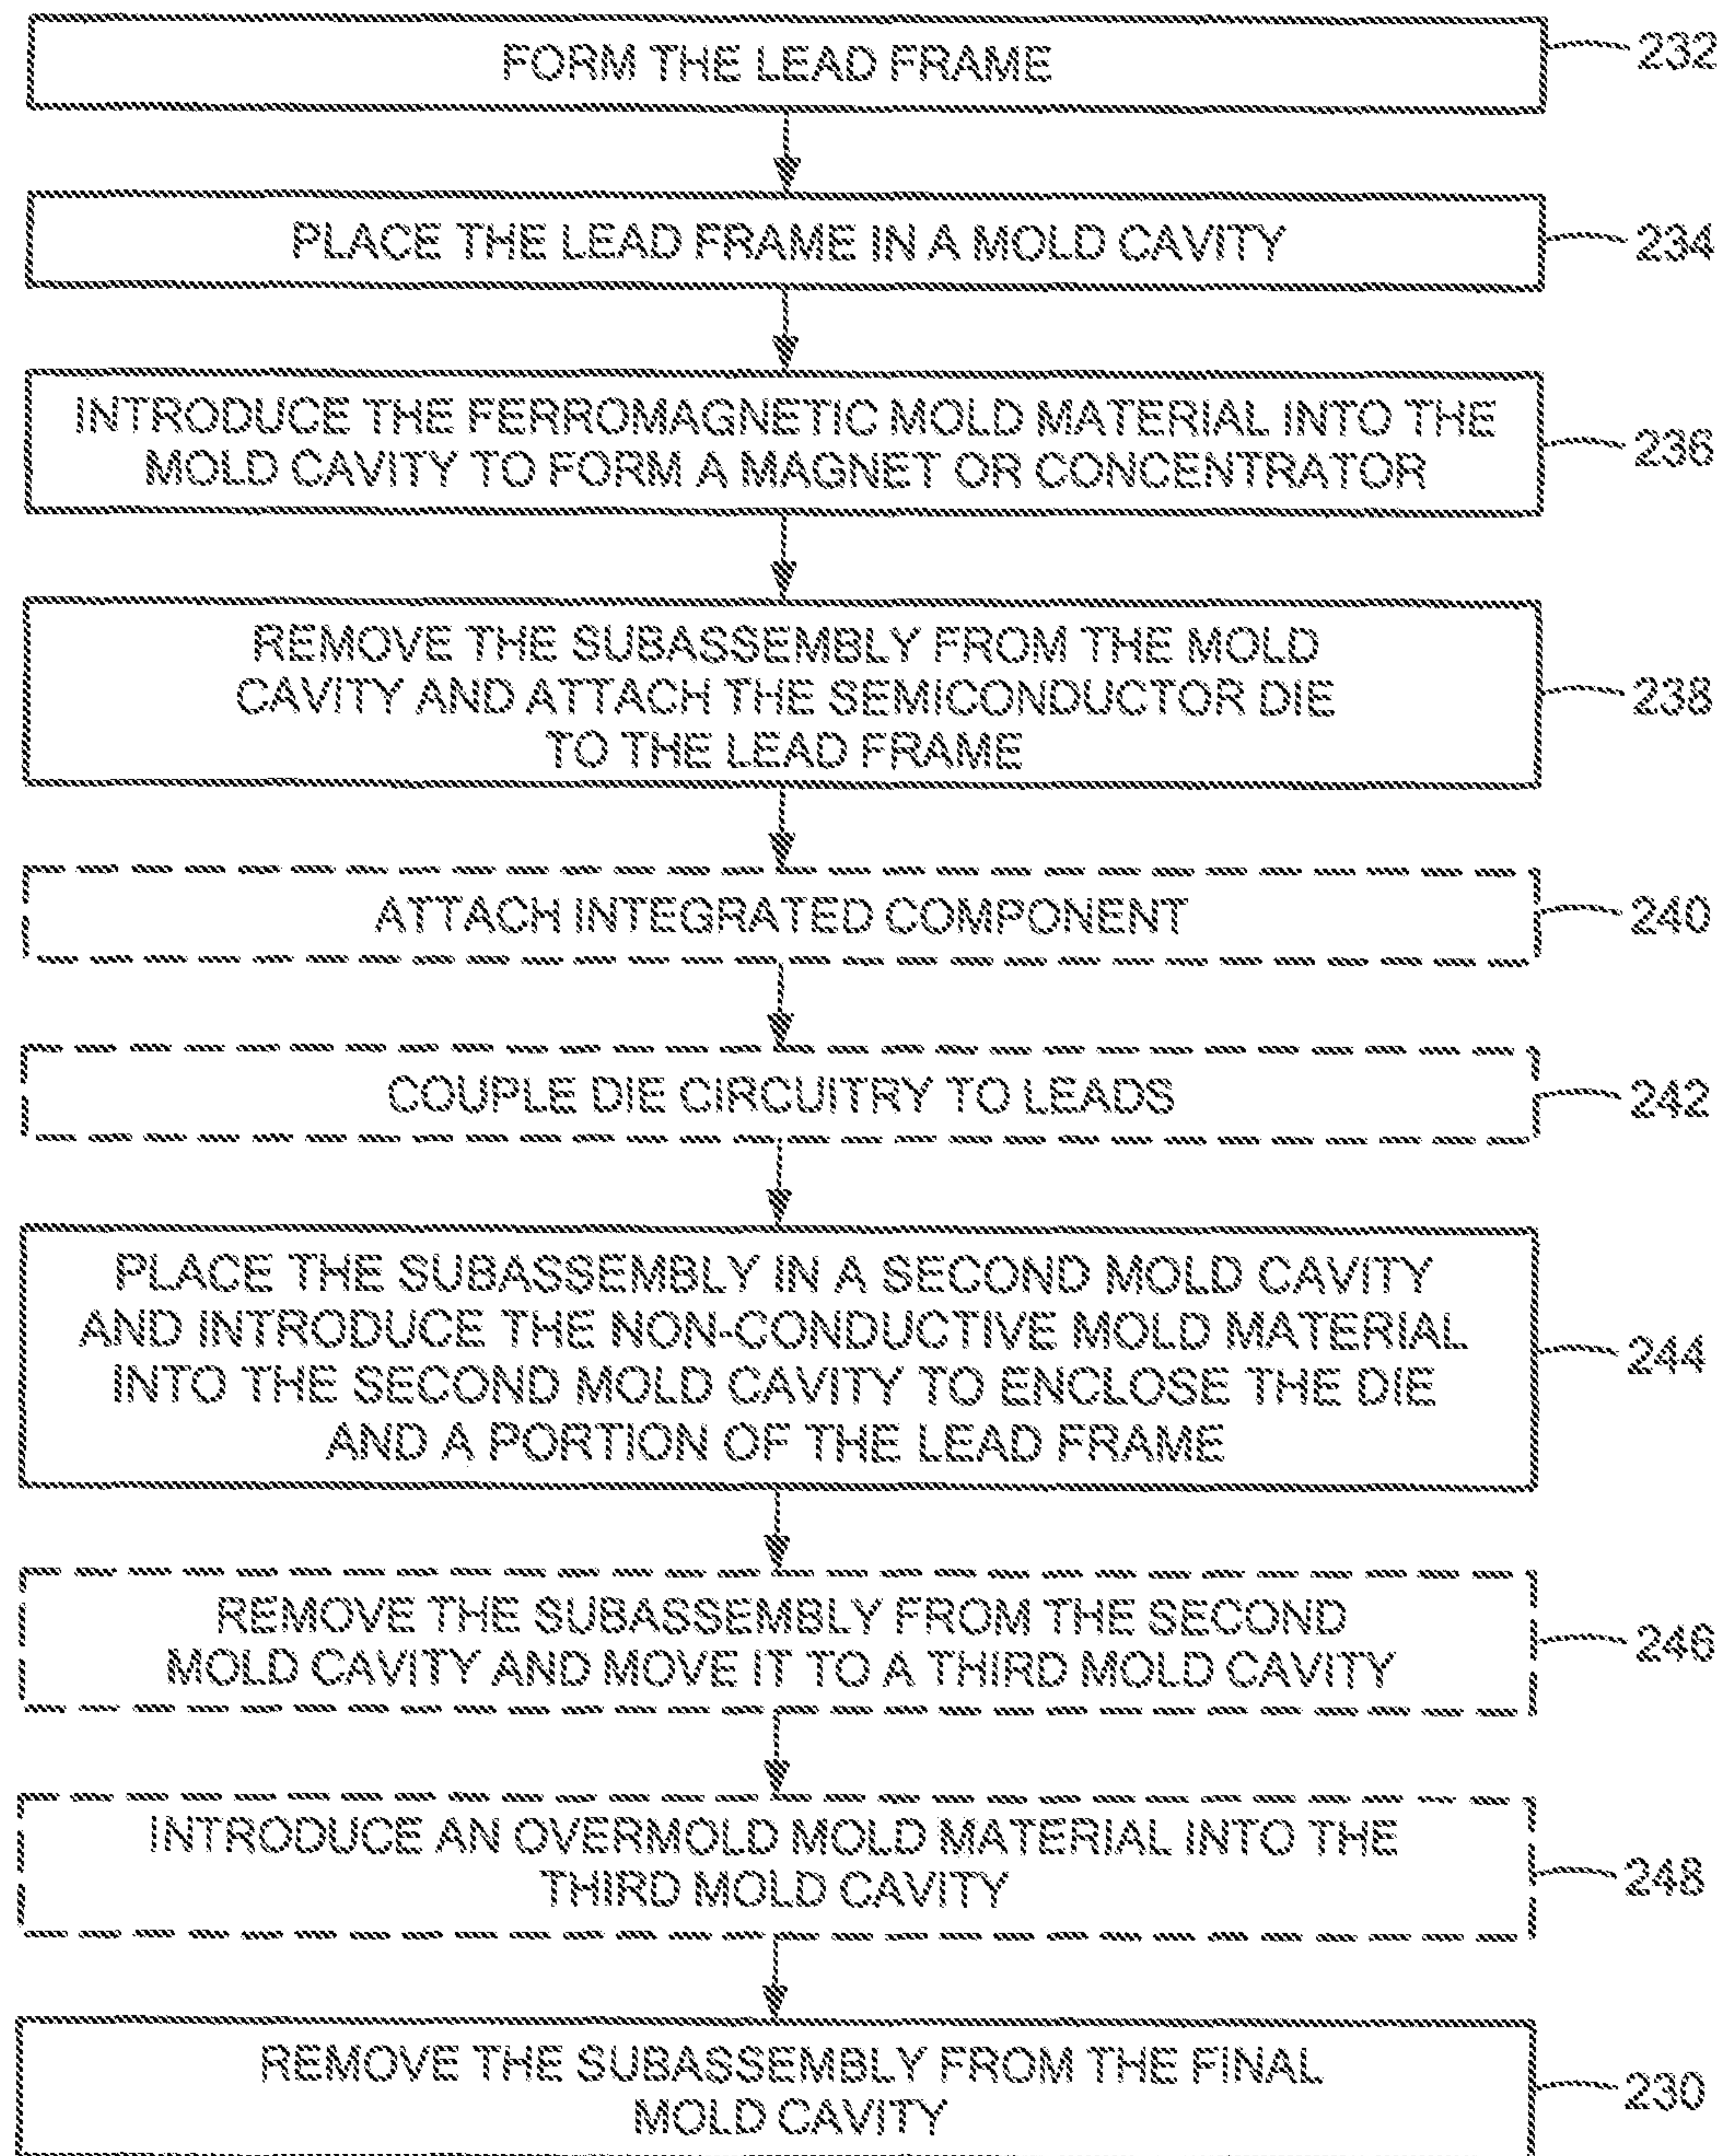 FORM THE LEAD FRAME
232
PLACE THE LEAD FRAME IN A MOLD CAVITY
234
INTRODUCE THE FERROMAGNETIC MOLD MATERIAL INTO THE
MOLD CAVITY TO FORM A MAGNET OR CONCENTRATOR
236
REMOVE THE SUBASSEMBLY FROM THE MOLD
CAVITY AND ATTACH THE SEMICONDUCTOR DIE
TO THE LEAD FRAME
238
ATTACH INTEGRATED COMPONENT
240
COUPLE DIE CIRCUITRY TO LEADS
242
PLACE THE SUBASSEMBLY IN A SECOND MOLD CAVITY
AND INTRODUCE THE NON-CONDUCTIVE MOLD MATERIAL
INTO THE SECOND MOLD CAVITY TO ENCLOSE THE DIE
AND A PORTION OF THE LEAD FRAME
244
REMOVE THE SUBASSEMBLY FROM THE SECOND
MOLD CAVITY AND MOVE IT TO A THIRD MOLD CAVITY
246
INTRODUCE AN OVERMOLD MOLD MATERIAL INTO THE
THIRD MOLD CAVITY
248
REMOVE THE SUBASSEMBLY FROM THE FINAL
MOLD CAVITY
230